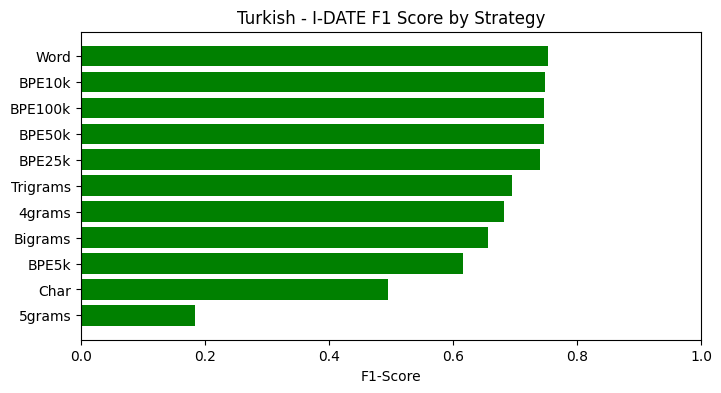 Turkish - I-DATE F1 Score by Strategy
Word
BPE10k
BPE100k
BPE50k
BPE25k
Trigrams
4grams
Bigrams
BPE5k
Char
5grams
0.0 0.2 0.4 0.6 0.8 1.0
F1-Score